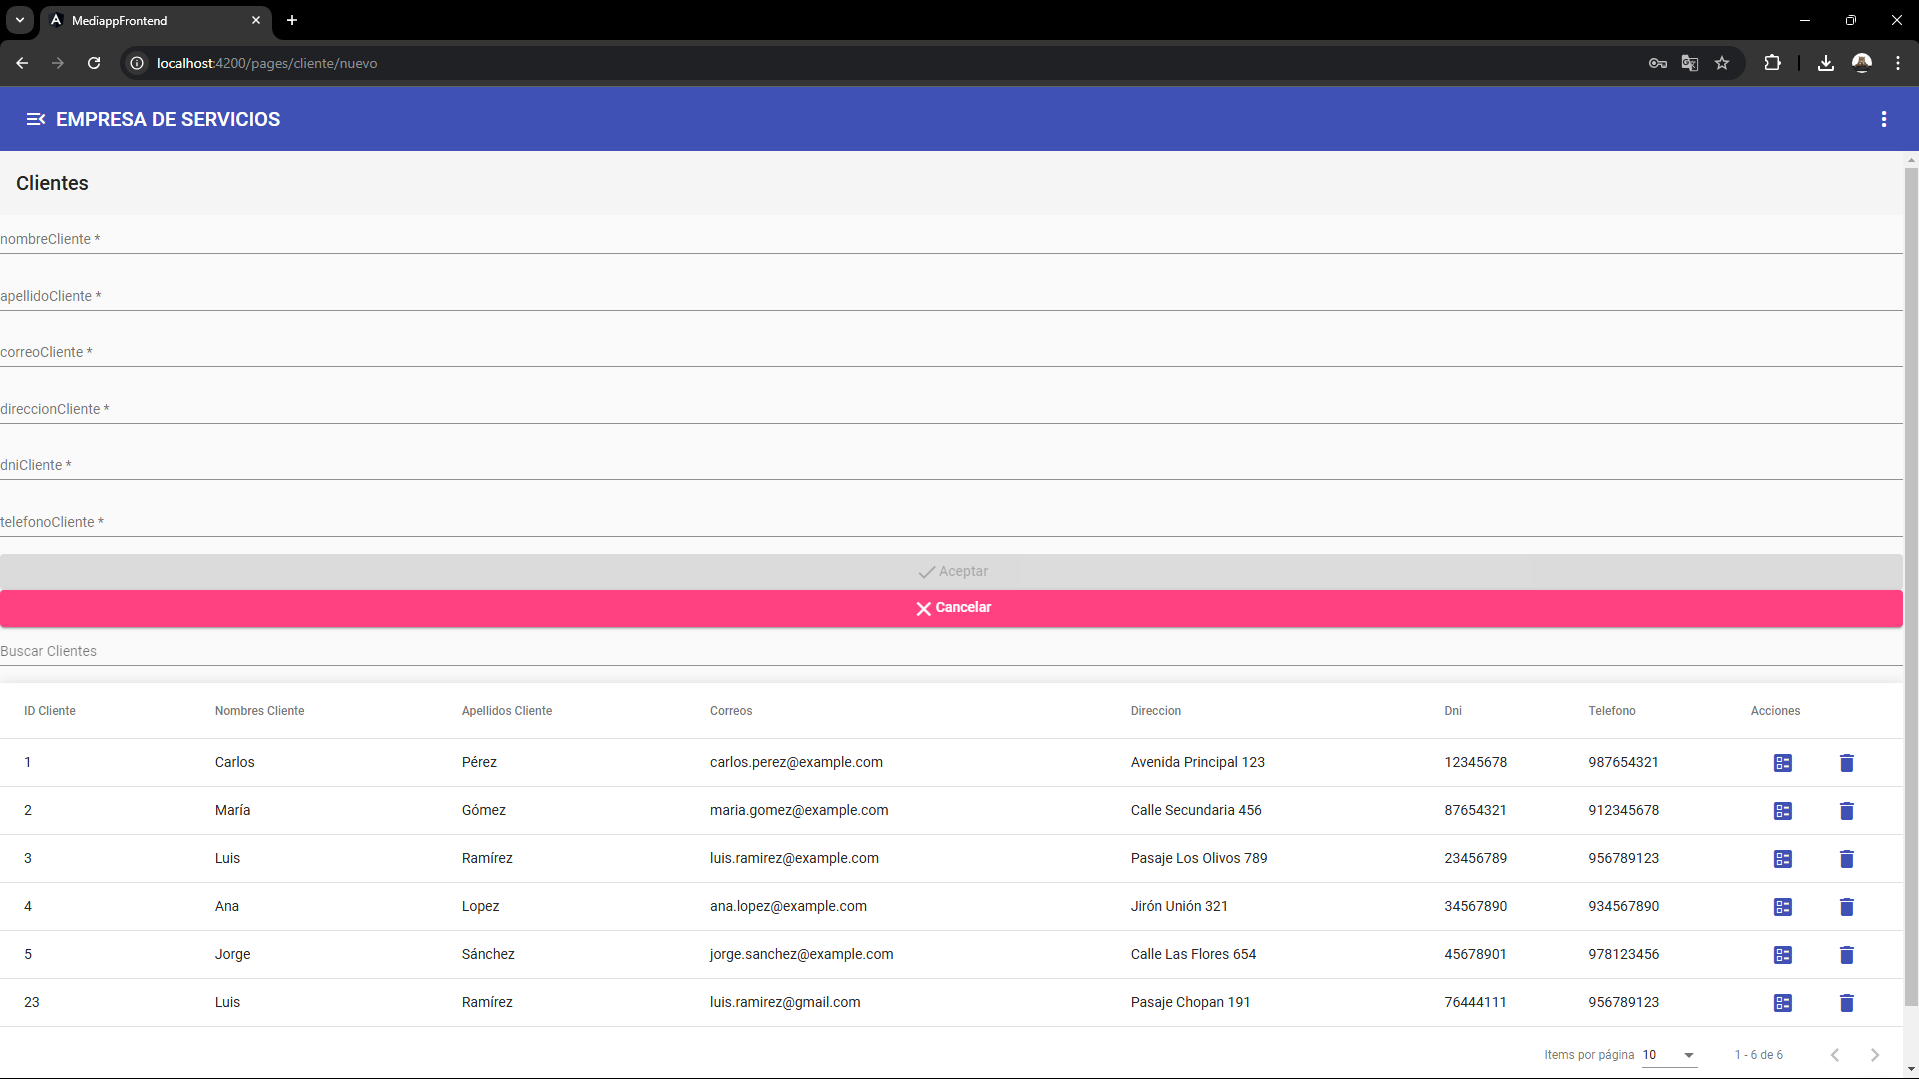 MediappFrontend
localhost:4200/pages/cliente/nuevo
EMPRESA DE SERVICIOS
Clientes
nombreCliente *
apellidoCliente *
correoCliente *
direccionCliente *
dniCliente *
telefonoCliente *
Aceptar
Cancelar
Buscar Clientes
ID Cliente Nombres Cliente Apellidos Cliente Correos Direccion Dni Telefono Acciones
1 Carlos Pérez carlos.perez@example.com Avenida Principal 123 12345678 987654321
2 María Gómez maria.gomez@example.com Calle Secundaria 456 87654321 912345678
3 Luis Ramírez luis.ramirez@example.com Pasaje Los Olivos 789 23456789 956789123
4 Ana Lopez ana.lopez@example.com Jirón Unión 321 34567890 934567890
5 Jorge Sánchez jorge.sanchez@example.com Calle Las Flores 654 45678901 978123456
23 Luis Ramírez luis.ramirez@gmail.com Pasaje Chopan 191 76444111 956789123
Items por página 10 1 - 6 de 6